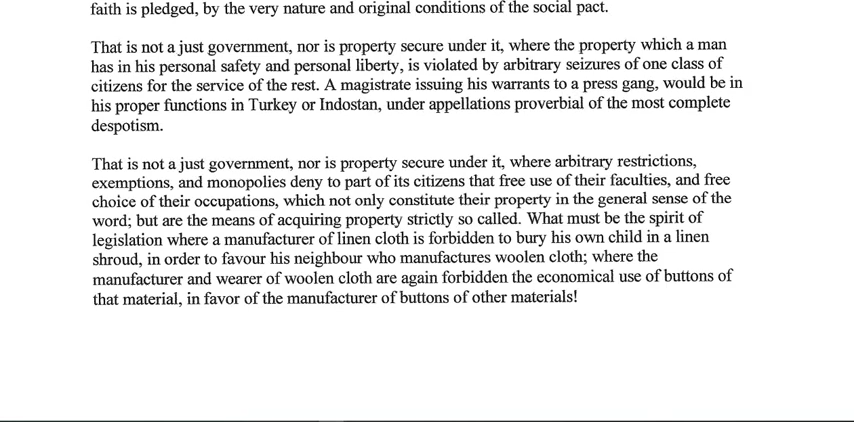 faith is pledged, by the very nature and original conditions of the social pact.
That is not a just government, nor is property secure under it, where the property which a man
has in his personal safety and personal liberty, is violated by arbitrary seizures of one class of
citizens for the service of the rest. A magistrate issuing his warrants to a press gang, would be in
his proper functions in Turkey or Indostan, under appellations proverbial of the most complete
despotism.
That is not a just government, nor is property secure under it, where arbitrary restrictions,
exemptions, and monopolies deny to part of its citizens that free use of their faculties, and free
choice of their occupations, which not only constitute their property in the general sense of the
word; but are the means of acquiring property strictly so called. What must be the spirit of
legislation where a manufacturer of linen cloth is forbidden to bury his own child in a linen
shroud, in order to favour his neighbour who manufactures woolen cloth; where the
manufacturer and wearer of woolen cloth are again forbidden the economical use of buttons of
that material, in favor of the manufacturer of buttons of other materials!